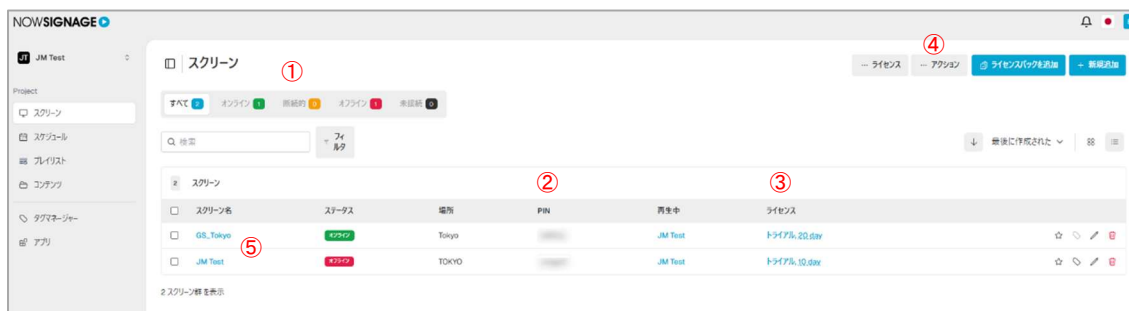 NOWSIGNAGE
④
JT JM Test
スクリーン
①
ライセンス
アクション
ライセンスパックを追加
+ 新規追加
Project
すべて 2
オンライン 1
断続的 0
オフライン 1
未認続 0
スクリーン
スケジュール
検索
フィルタ
最後に作成された
プレイリスト
コンテンツ
2 スクリーン
②
③
スクリーン名 ステータス 場所 PIN 再生中 ライセンス
タグマネージャー
GS_Tokyo オンライン Tokyo JM Test トライアル, 20 day
⑤
アプリ
JM Test オフライン TOKYO JM Test トライアル, 10 day
2 スクリーン群 を表示